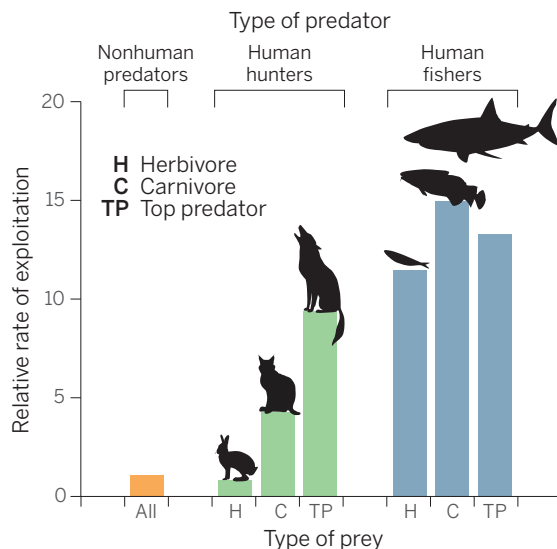 Type of predator
Nonhuman predators
Human hunters
Human fishers
20
15
10
5
0
Relative rate of exploitation
H Herbivore
C Carnivore
TP Top predator
All
H
C
TP
H
C
TP
Type of prey